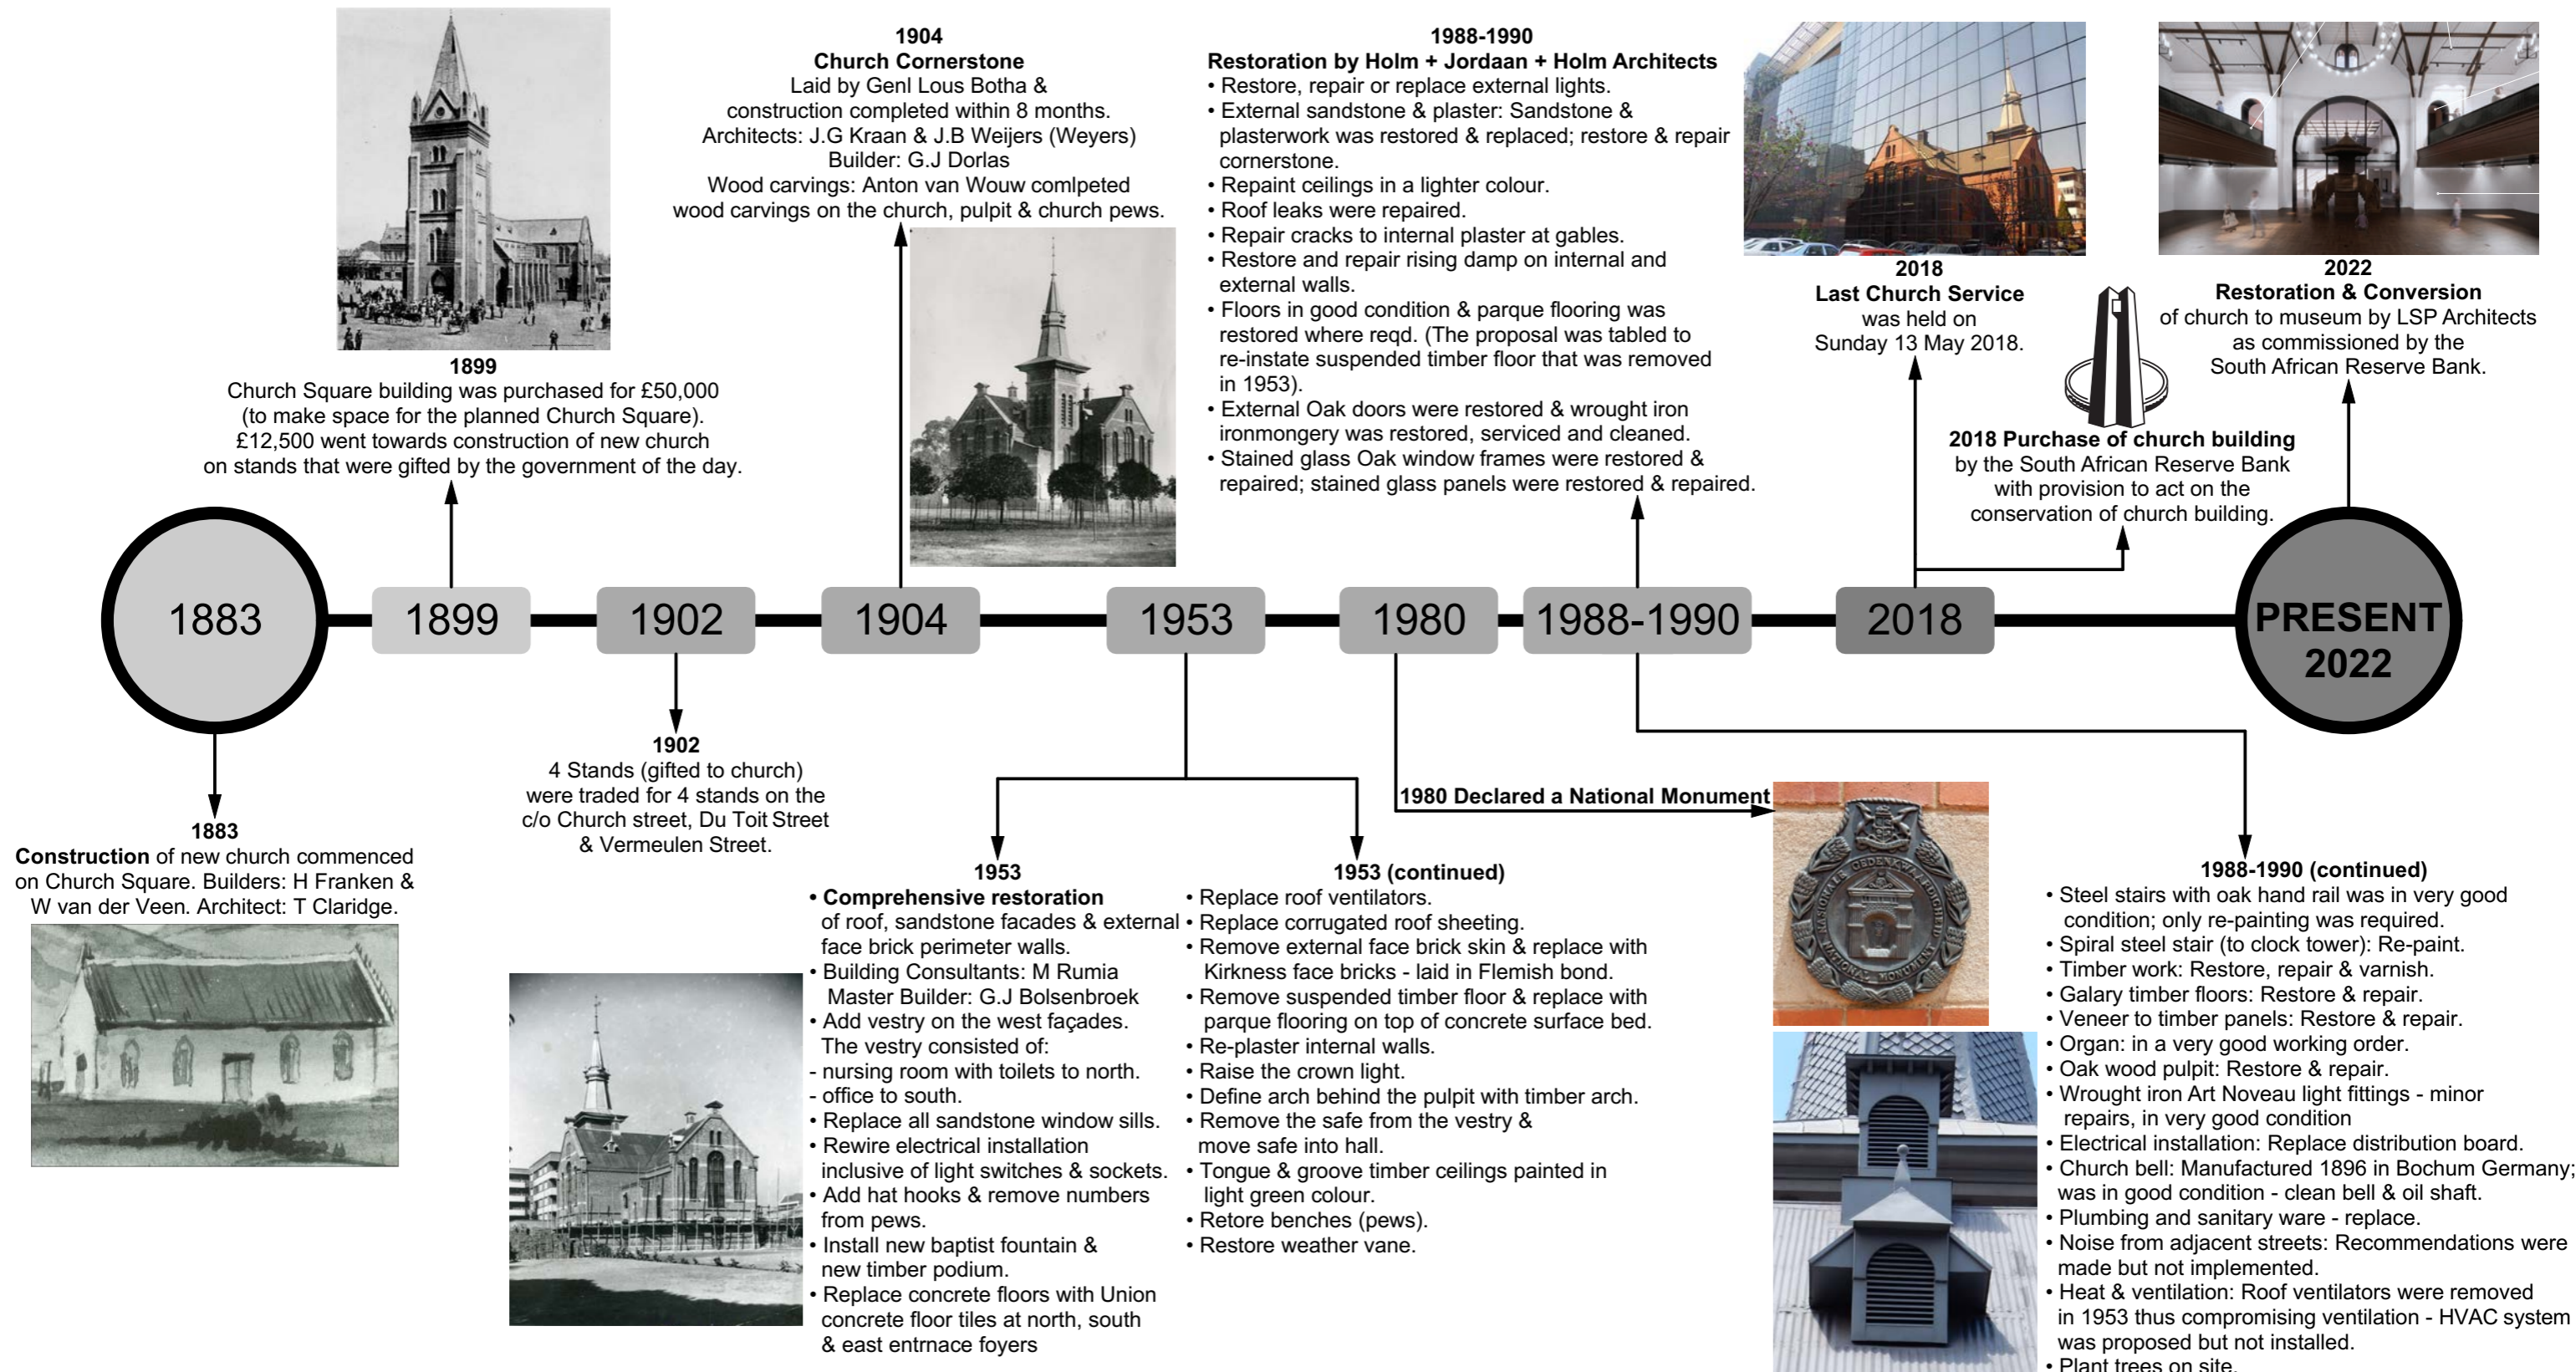 1899
Church Square building was purchased for £50,000
(to make space for the planned Church Square).
£12,500 went towards construction of new church
on stands that were gifted by the government of the day.
1904
Church Cornerstone
Laid by Genl Lous Botha &
construction completed within 8 months.
Architects: J.G Kraan & J.B Weijers (Weyers)
Builder: G.J Dorlas
Wood carvings: Anton van Wouw comlpeted
wood carvings on the church, pulpit & church pews.
1988-1990
Restoration by Holm + Jordaan + Holm Architects
• Restore, repair or replace external lights.
• External sandstone & plaster: Sandstone &
plasterwork was restored & replaced; restore & repair
cornerstone.
• Repaint ceilings in a lighter colour.
• Roof leaks were repaired.
• Repair cracks to internal plaster at gables.
• Restore and repair rising damp on internal and
external walls.
• Floors in good condition & parque flooring was
restored where reqd. (The proposal was tabled to
re-instate suspended timber floor that was removed
in 1953).
• External Oak doors were restored & wrought iron
ironmongery was restored, serviced and cleaned.
• Stained glass Oak window frames were restored &
repaired; stained glass panels were restored & repaired.
2018
Last Church Service
was held on
Sunday 13 May 2018.
2018 Purchase of church building
by the South African Reserve Bank
with provision to act on the
conservation of church building.
2022
Restoration & Conversion
of church to museum by LSP Architects
as commissioned by the
South African Reserve Bank.
1883
1899
1902
1904
1953
1980
1988-1990
2018
PRESENT
2022
1883
Construction of new church commenced
on Church Square. Builders: H Franken &
W van der Veen. Architect: T Claridge.
1902
4 Stands (gifted to church)
were traded for 4 stands on the
c/o Church street, Du Toit Street
& Vermeulen Street.
1953
• Comprehensive restoration
of roof, sandstone facades & external
face brick perimeter walls.
• Building Consultants: M Rumia
Master Builder: G.J Bolsenbroek
• Add vestry on the west façades.
The vestry consisted of:
- nursing room with toilets to north.
- office to south.
• Replace all sandstone window sills.
• Rewire electrical installation
inclusive of light switches & sockets.
• Add hat hooks & remove numbers
from pews.
• Install new baptist fountain &
new timber podium.
• Replace concrete floors with Union
concrete floor tiles at north, south
& east entrnace foyers
1953 (continued)
• Replace roof ventilators.
• Replace corrugated roof sheeting.
• Remove external face brick skin & replace with
Kirkness face bricks - laid in Flemish bond.
• Remove suspended timber floor & replace with
parque flooring on top of concrete surface bed.
• Re-plaster internal walls.
• Raise the crown light.
• Define arch behind the pulpit with timber arch.
• Remove the safe from the vestry &
move safe into hall.
• Tongue & groove timber ceilings painted in
light green colour.
• Retore benches (pews).
• Restore weather vane.
1980 Declared a National Monument
NASIONALE GEDENKWAARDIGHEID
NATIONAL MONUMENT
1988-1990 (continued)
• Steel stairs with oak hand rail was in very good
condition; only re-painting was required.
• Spiral steel stair (to clock tower): Re-paint.
• Timber work: Restore, repair & varnish.
• Galary timber floors: Restore & repair.
• Veneer to timber panels: Restore & repair.
• Organ: in a very good working order.
• Oak wood pulpit: Restore & repair.
• Wrought iron Art Noveau light fittings - minor
repairs, in very good condition
• Electrical installation: Replace distribution board.
• Church bell: Manufactured 1896 in Bochum Germany;
was in good condition - clean bell & oil shaft.
• Plumbing and sanitary ware - replace.
• Noise from adjacent streets: Recommendations were
made but not implemented.
• Heat & ventilation: Roof ventilators were removed
in 1953 thus compromising ventilation - HVAC system
was proposed but not installed.
• Plant trees on site.